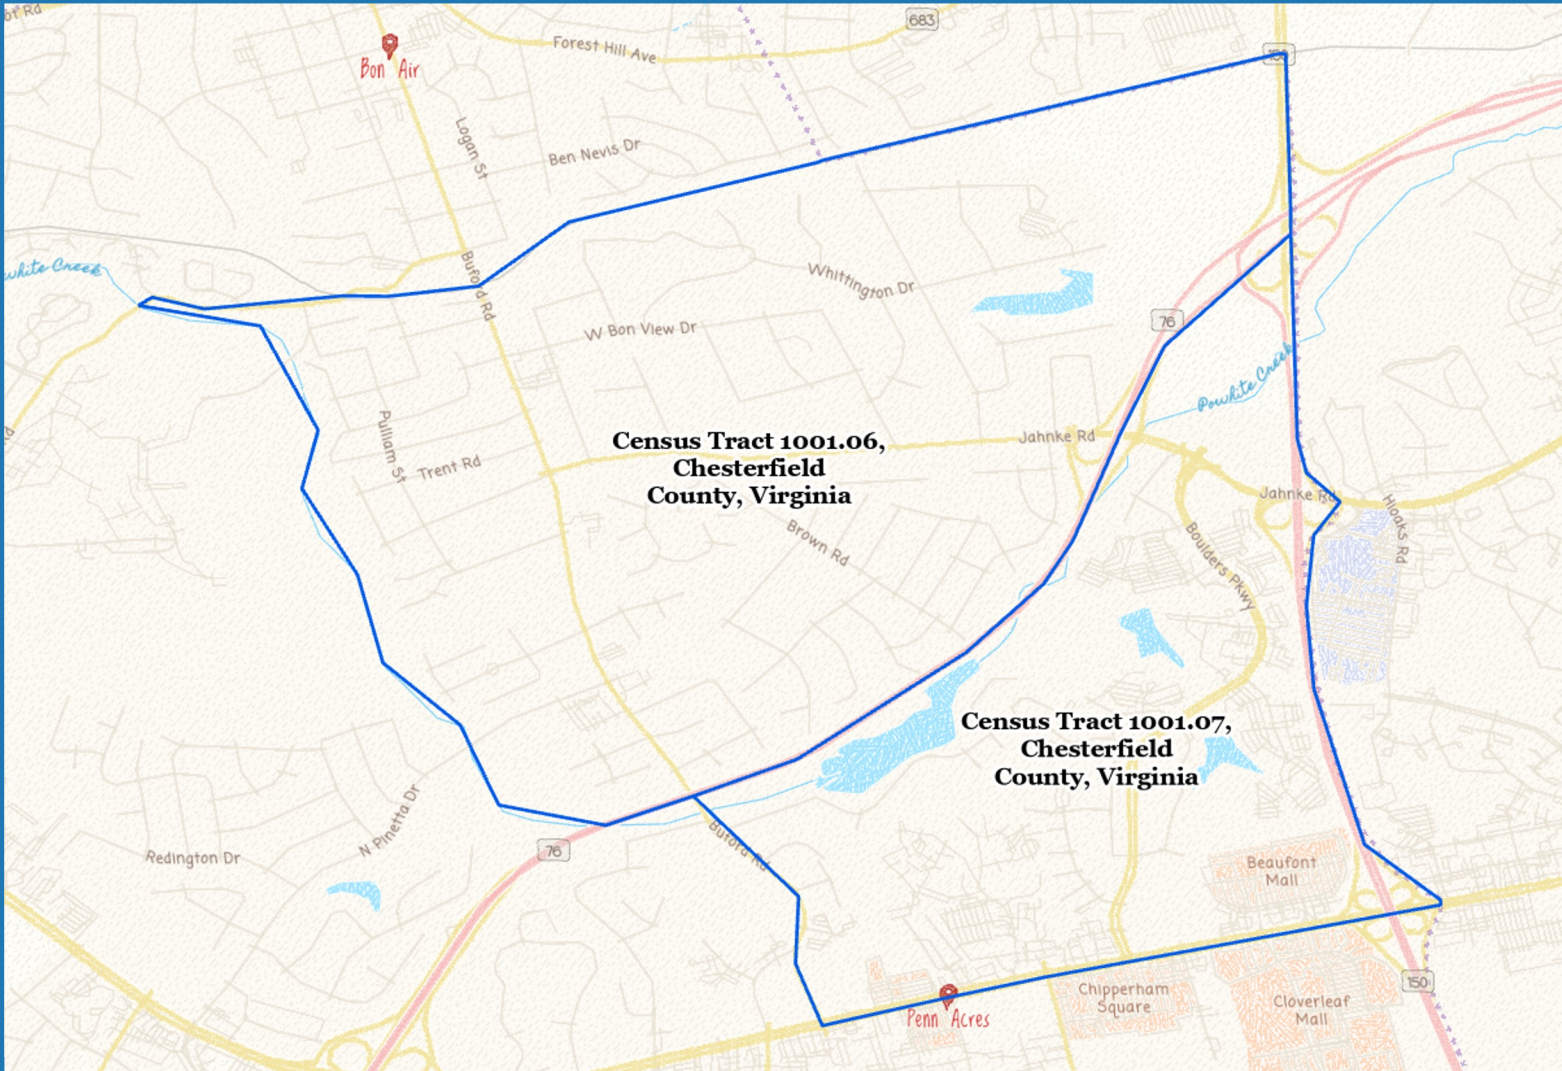 683
Forest Hill Ave
Bon Air
150
Logan St
Ben Nevis Dr
Buford Rd
Whittington Dr
W Bon View Dr
76
Powhite Creek
Pulliam St
Trent Rd
Jahnke Rd
Census Tract 1001.06,
Chesterfield
County, Virginia
Jahnke Rd
Hioaks Rd
Brown Rd
Boulders Pkwy
Census Tract 1001.07,
Chesterfield
County, Virginia
N Pinetta Dr
Buford Rd
76
Redington Dr
Beaufont
Mall
150
Chipperham
Square
Cloverleaf
Mall
Penn Acres